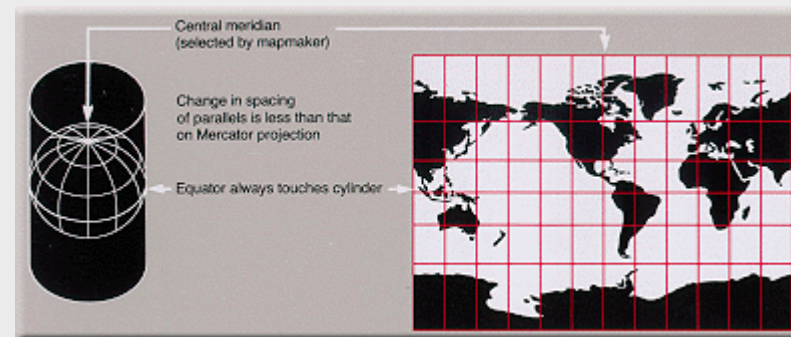 Central meridian
(selected by mapmaker)
Change in spacing
of parallels is less than that
on Mercator projection
Equator always touches cylinder